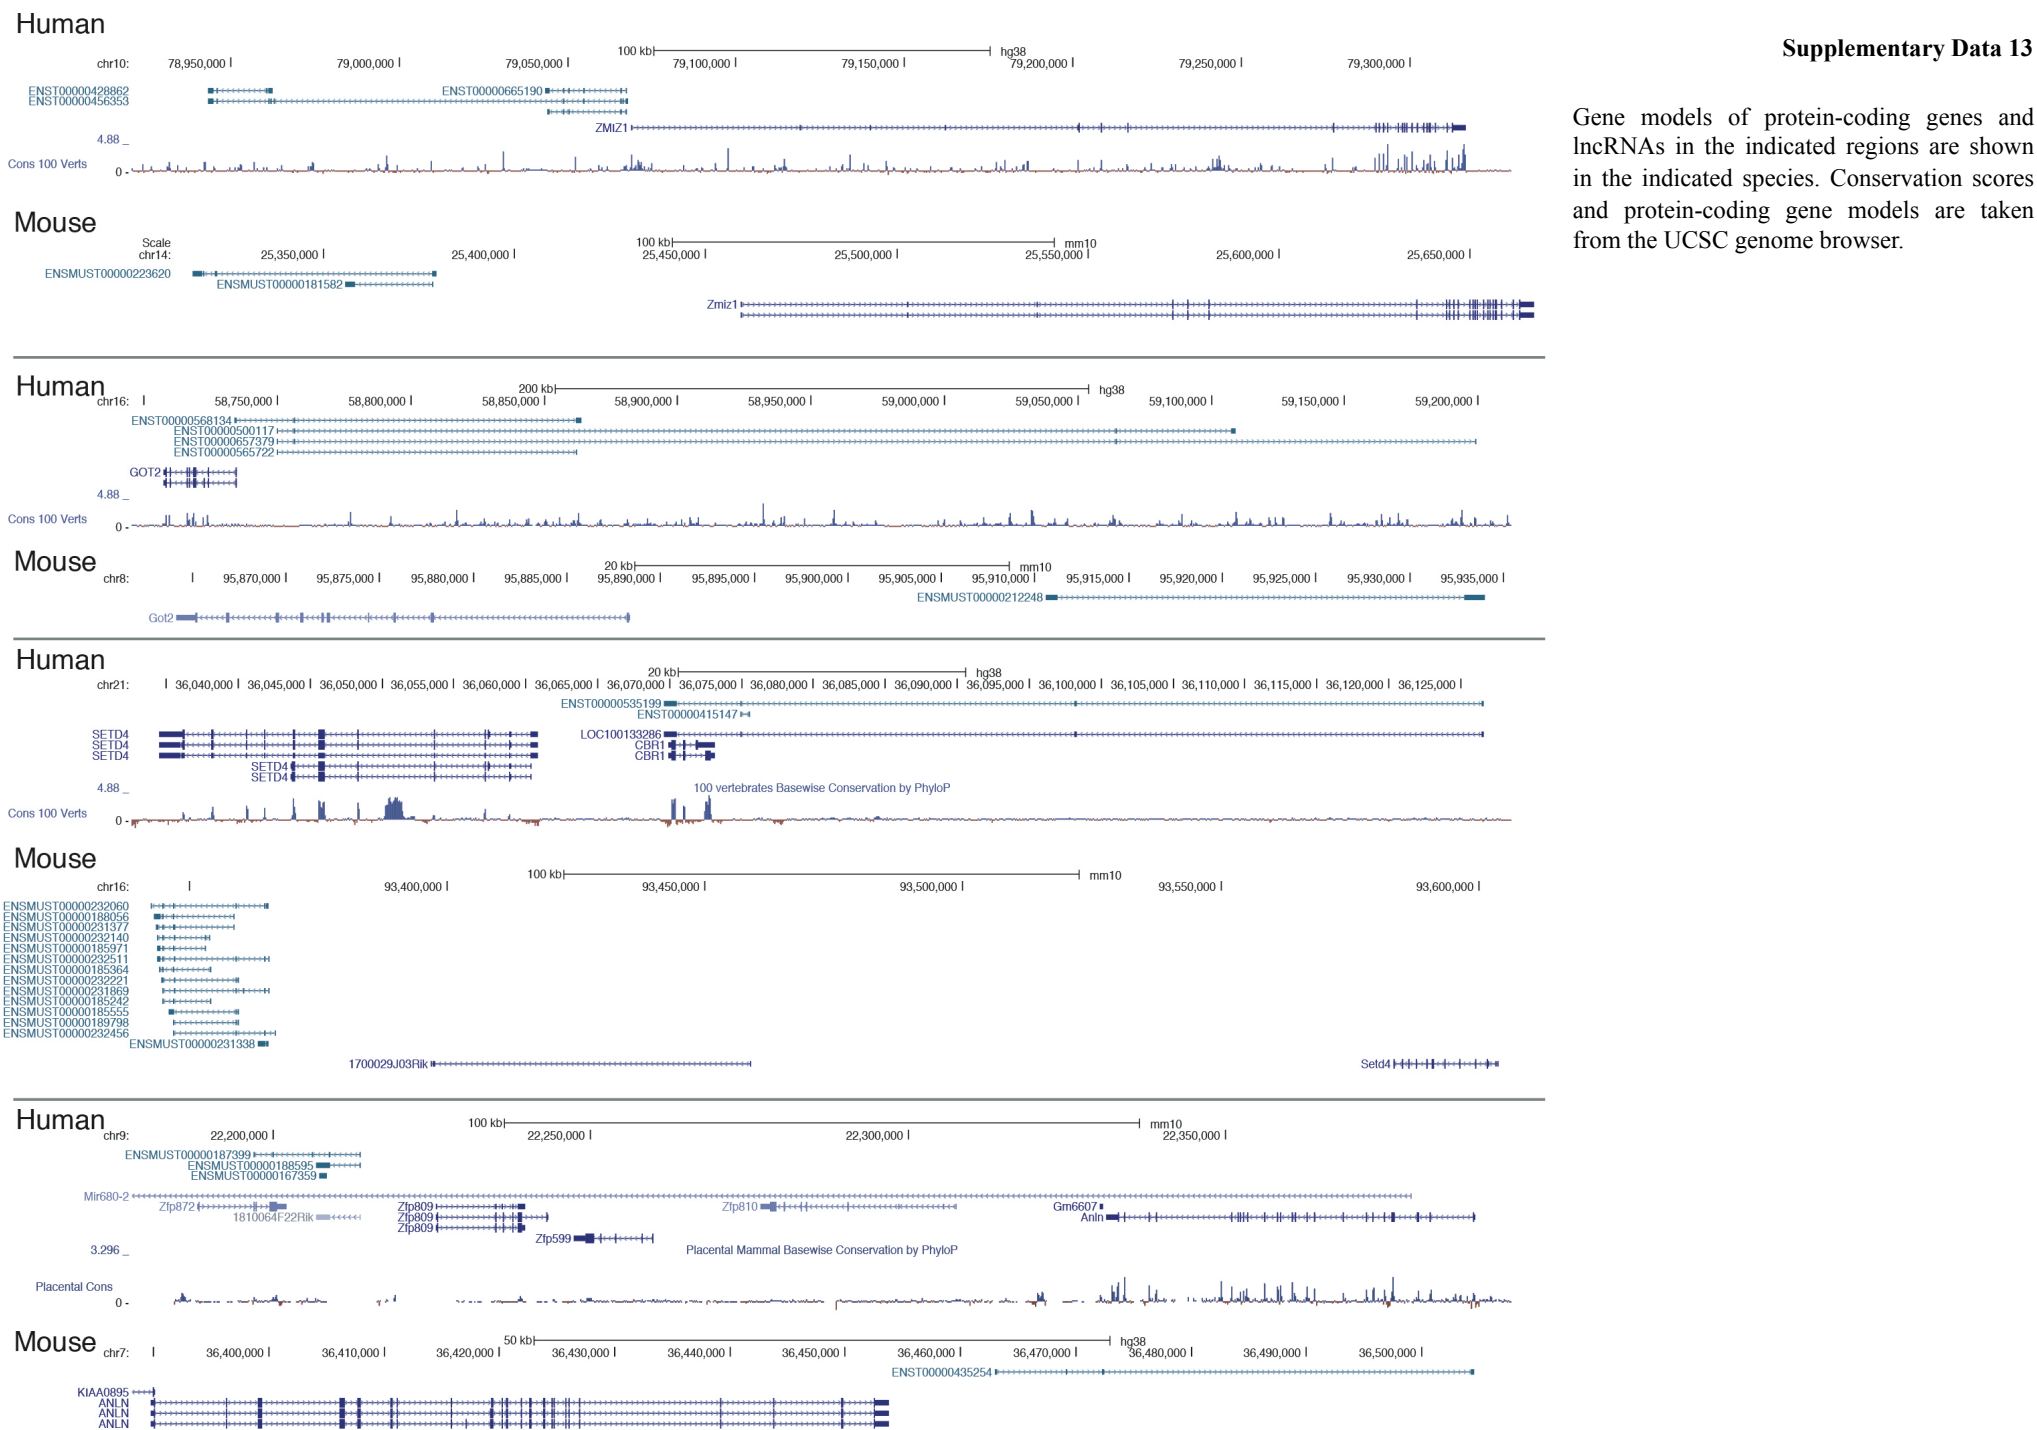 Human
Supplementary Data 13
100 kb hg38
chr10: 78,950,000 79,000,000 79,050,000 79,100,000 79,150,000 79,200,000 79,250,000 79,300,000
ENST00000428862 ENST00000665190
ENST00000456353
ZMIZ1
4.88 _
Cons 100 Verts
0 -
Gene models of protein-coding genes and
lncRNAs in the indicated regions are shown
in the indicated species. Conservation scores
and protein-coding gene models are taken
from the UCSC genome browser.
Mouse
Scale 100 kb mm10
chr14: 25,350,000 25,400,000 25,450,000 25,500,000 25,550,000 25,600,000 25,650,000
ENSMUST00000223620
ENSMUST00000181582
Zmiz1
Human
200 kb hg38
chr16: 58,750,000 58,800,000 58,850,000 58,900,000 58,950,000 59,000,000 59,050,000 59,100,000 59,150,000 59,200,000
ENST00000568134
ENST00000500117
ENST00000657379
ENST00000565722
GOT2
4.88 _
Cons 100 Verts
0 -
Mouse
20 kb mm10
chr8: 95,870,000 95,875,000 95,880,000 95,885,000 95,890,000 95,895,000 95,900,000 95,905,000 95,910,000 95,915,000 95,920,000 95,925,000 95,930,000 95,935,000
ENSMUST00000212248
Got2
Human
20 kb hg38
chr21: 36,040,000 36,045,000 36,050,000 36,055,000 36,060,000 36,065,000 36,070,000 36,075,000 36,080,000 36,085,000 36,090,000 36,095,000 36,100,000 36,105,000 36,110,000 36,115,000 36,120,000 36,125,000
ENST00000535199
ENST00000415147
SETD4 LOC100133286
SETD4 CBR1
SETD4 CBR1
SETD4
SETD4
4.88 _ 100 vertebrates Basewise Conservation by PhyloP
Cons 100 Verts
0 -
Mouse
100 kb mm10
chr16: 93,400,000 93,450,000 93,500,000 93,550,000 93,600,000
ENSMUST00000232060
ENSMUST00000188056
ENSMUST00000231377
ENSMUST00000232140
ENSMUST00000185971
ENSMUST00000232511
ENSMUST00000185364
ENSMUST00000232221
ENSMUST00000231869
ENSMUST00000185242
ENSMUST00000185555
ENSMUST00000189798
ENSMUST00000232456
ENSMUST00000231338
1700029J03Rik Setd4
Human
100 kb mm10
chr9: 22,200,000 22,250,000 22,300,000 22,350,000
ENSMUST00000187399
ENSMUST00000188595
ENSMUST00000167359
Mir680-2
Zfp872 Zfp809 Zfp810 Gm6607
1810064F22Rik Zfp809 Anln
Zfp809
Zfp599
3.296 _ Placental Mammal Basewise Conservation by PhyloP
Placental Cons
0 -
Mouse
50 kb hg38
chr7: 36,400,000 36,410,000 36,420,000 36,430,000 36,440,000 36,450,000 36,460,000 36,470,000 36,480,000 36,490,000 36,500,000
ENST00000435254
KIAA0895
ANLN
ANLN
ANLN